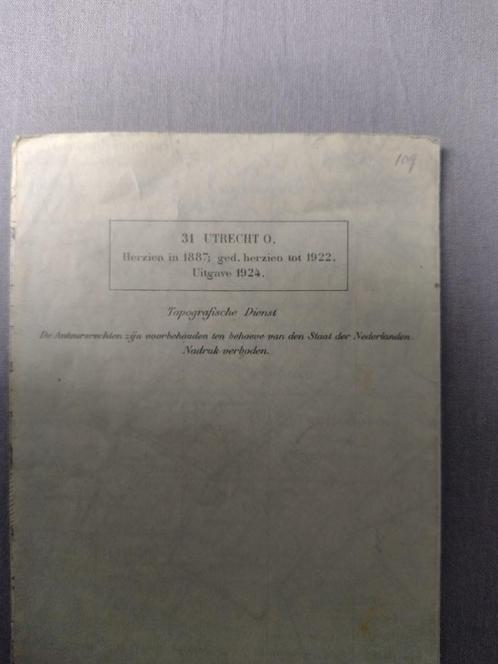 109
31 UTRECHT O.
Herzien in 1887; ged. herzien tot 1922.
Uitgave 1924.
Topografische Dienst
De Auteursrechten zijn voorbehouden ten behoeve van den Staat der Nederlanden.
Nadruk verboden.